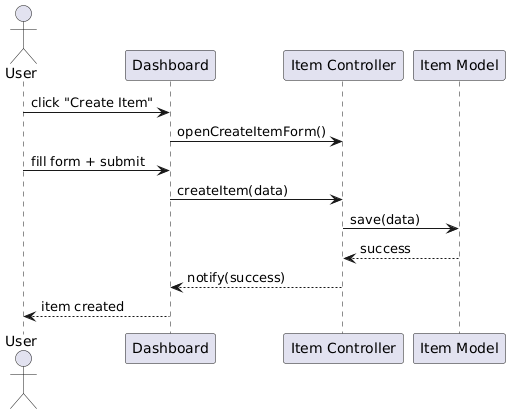 User
Dashboard
Item Controller
Item Model
click "Create Item"
openCreateItemForm()
fill form + submit
createItem(data)
save(data)
success
notify(success)
item created
User
Dashboard
Item Controller
Item Model